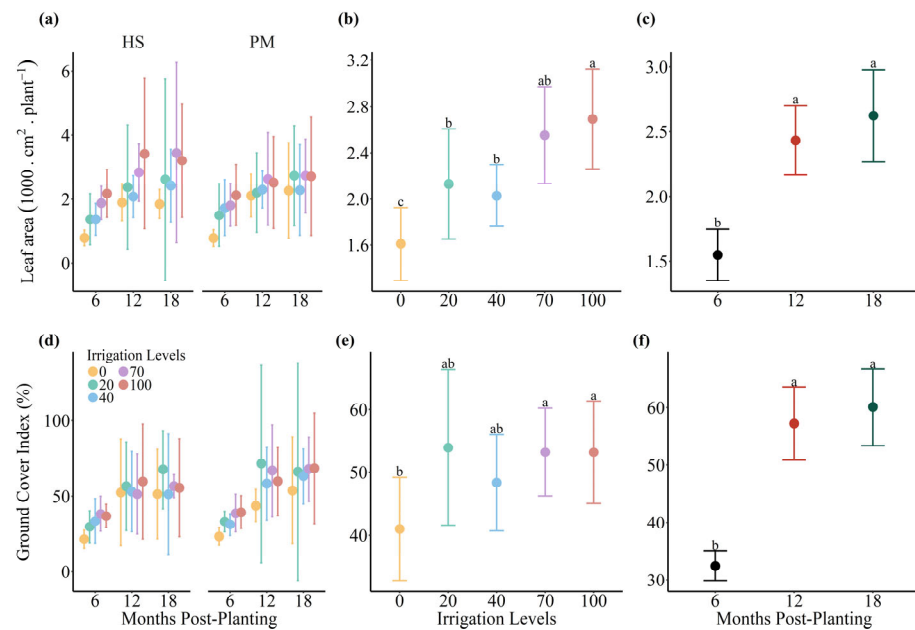 (a)
HS
PM
Leaf area (1000 . cm² . plant⁻¹)
6
4
2
0
6
12
18
6
12
18
(b)
3.2
2.8
2.4
2.0
1.6
c
b
b
ab
a
0
20
40
70
100
(c)
3.0
2.5
2.0
1.5
b
a
a
6
12
18
(d)
Irrigation Levels
0
70
20
100
40
Ground Cover Index (%)
100
50
0
6
12
18
6
12
18
Months Post-Planting
(e)
60
50
40
b
ab
ab
a
a
0
20
40
70
100
Irrigation Levels
(f)
60
50
40
30
b
a
a
6
12
18
Months Post-Planting